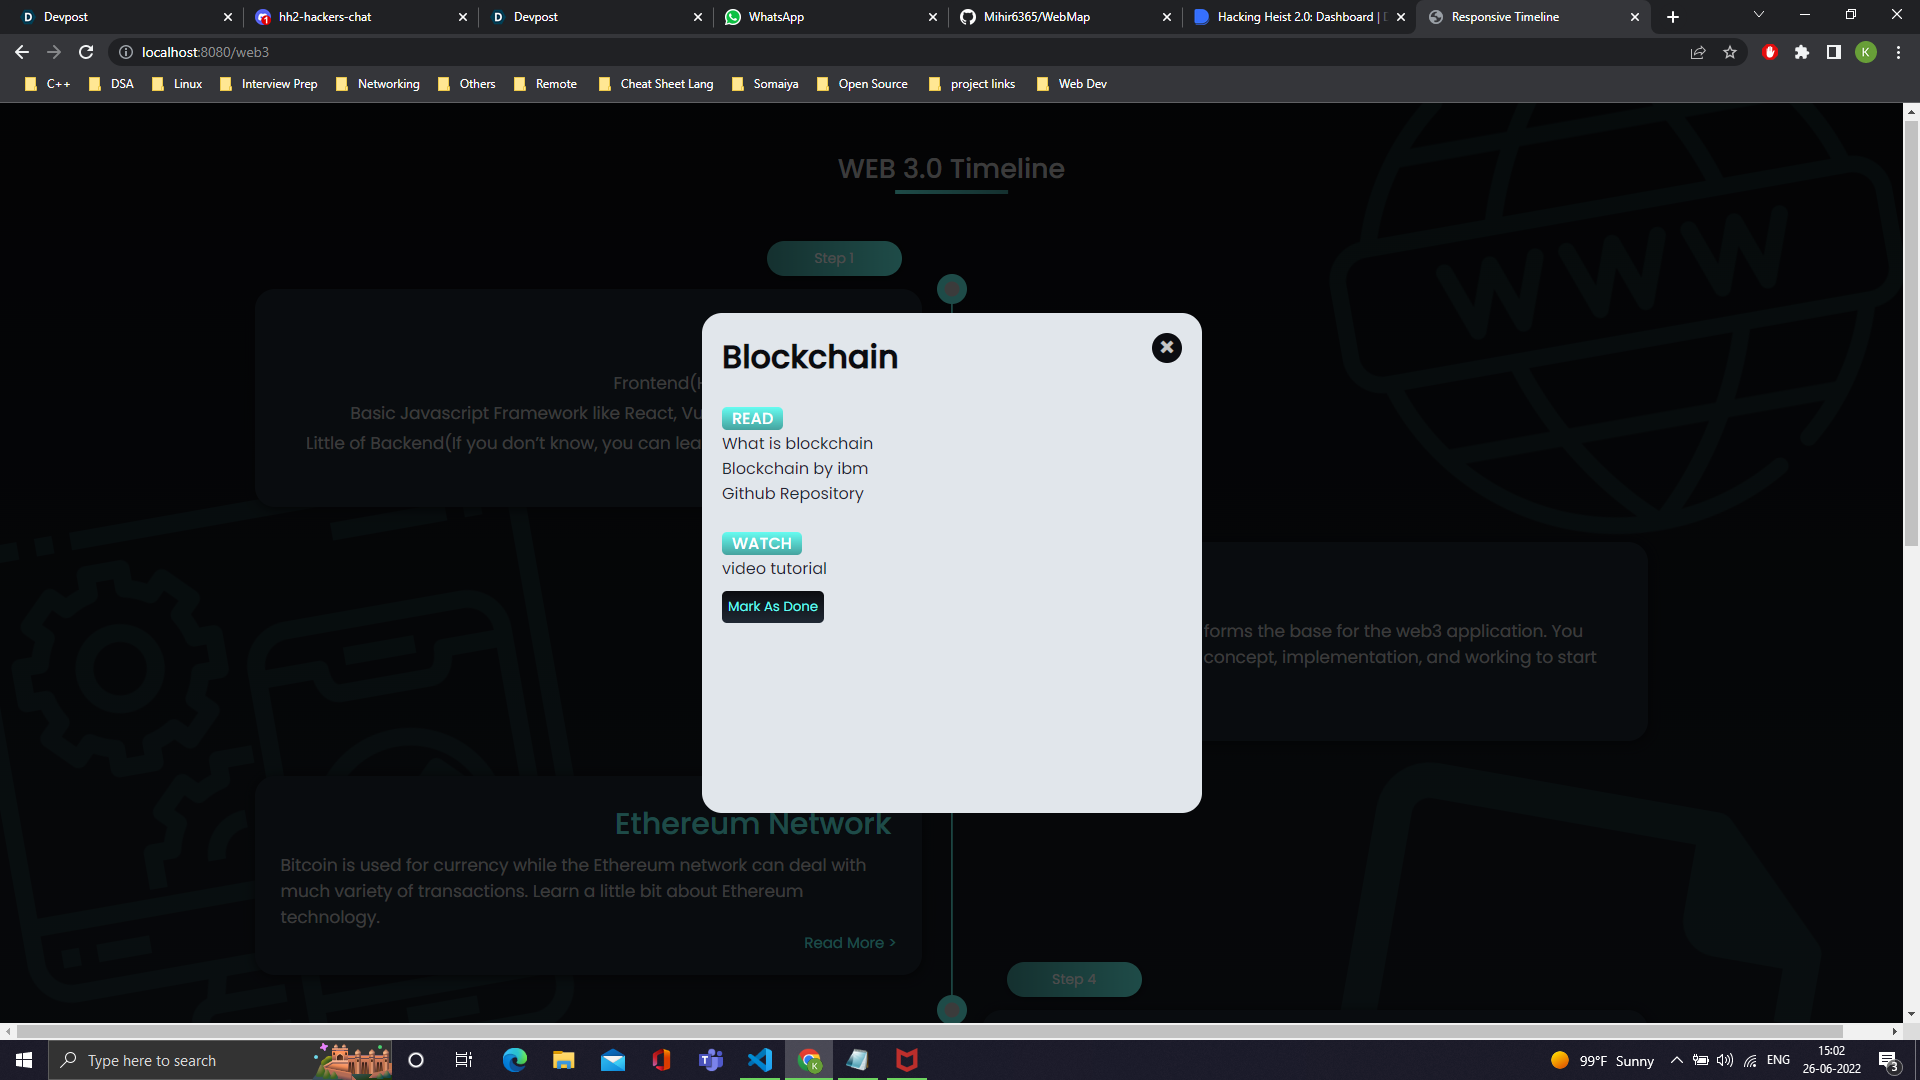 Devpost
hh2-hackers-chat
Devpost
WhatsApp
Mihir6365/WebMap
Hacking Heist 2.0: Dashboard |
Responsive Timeline
localhost:8080/web3
K
C++
DSA
Linux
Interview Prep
Networking
Others
Remote
Cheat Sheet Lang
Somaiya
Open Source
project links
Web Dev
WEB 3.0 Timeline
WWW
Step 1
Frontend(
Basic Javascript Framework like React, Vu
Little of Backend(If you don't know, you can lea
Blockchain
READ
What is blockchain
Blockchain by ibm
Github Repository
WATCH
video tutorial
Mark As Done
forms the base for the web3 application. You
concept, implementation, and working to start
Ethereum Network
Bitcoin is used for currency while the Ethereum network can deal with
much variety of transactions. Learn a little bit about Ethereum
technology.
Read More >
Step 4
Type here to search
99°F Sunny
ENG
15:02
26-06-2022
3